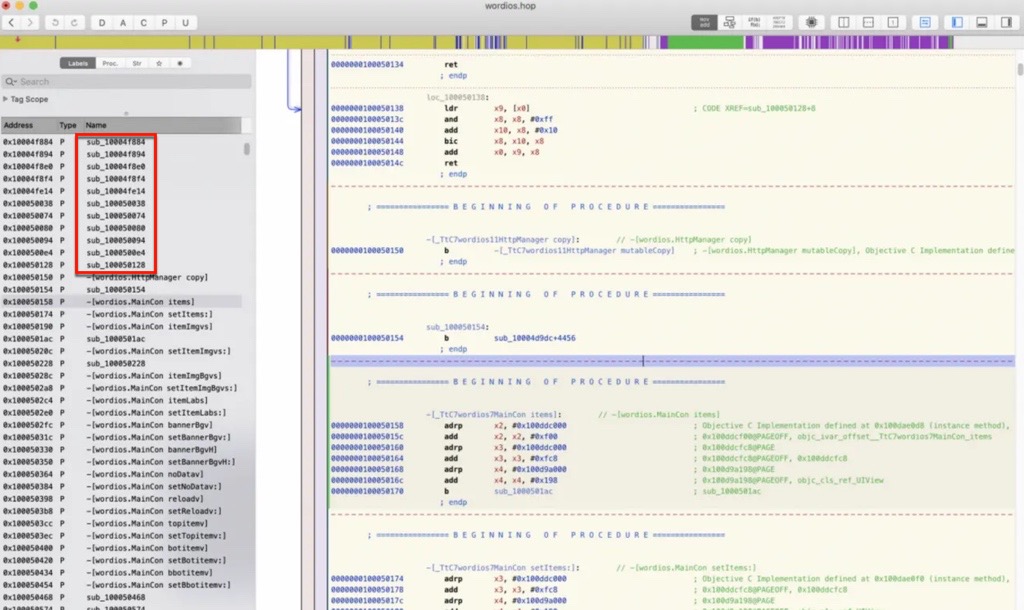 wordios.hop
D A C P U
Labels Proc. Str
Search
Tag Scope
Address Type Name
0x10004f884 P sub_10004f884
0x10004f894 P sub_10004f894
0x10004f8e0 P sub_10004f8e0
0x10004f8f4 P sub_10004f8f4
0x10004fe14 P sub_10004fe14
0x100050038 P sub_100050038
0x100050074 P sub_100050074
0x100050080 P sub_100050080
0x100050094 P sub_100050094
0x1000500e4 P sub_1000500e4
0x100050128 P sub_100050128
0x100050150 P -[wordios.HttpManager copy]
0x100050154 P sub_100050154
0x100050158 P -[wordios.MainCon items]
0x100050174 P -[wordios.MainCon setItems:]
0x100050190 P -[wordios.MainCon itemImgvs]
0x1000501ac P sub_1000501ac
0x10005020c P -[wordios.MainCon setItemImgvs:]
0x100050228 P sub_100050228
0x10005028c P -[wordios.MainCon itemImgBgvs]
0x1000502a8 P -[wordios.MainCon setItemImgBgvs:]
0x1000502c4 P -[wordios.MainCon itemLabs]
0x1000502e0 P -[wordios.MainCon setItemLabs:]
0x1000502fc P -[wordios.MainCon bannerBgv]
0x10005031c P -[wordios.MainCon setBannerBgv:]
0x100050330 P -[wordios.MainCon bannerBgvH]
0x100050350 P -[wordios.MainCon setBannerBgvH:]
0x100050364 P -[wordios.MainCon noDatav]
0x100050384 P -[wordios.MainCon setNoDatav:]
0x100050398 P -[wordios.MainCon reloadv]
0x1000503b8 P -[wordios.MainCon setReloadv:]
0x1000503cc P -[wordios.MainCon topitemv]
0x1000503ec P -[wordios.MainCon setTopitemv:]
0x100050400 P -[wordios.MainCon botitemv]
0x100050420 P -[wordios.MainCon setBotitemv:]
0x100050434 P -[wordios.MainCon bbotitemv]
0x100050454 P -[wordios.MainCon setBbotitemv:]
0x100050468 P sub_100050468
0x100050574 P sub_100050574
0000000100050134 ret
; endp
loc_100050138:
0000000100050138 ldr x9, [x0] ; CODE XREF=sub_100050128+8
000000010005013c and x8, x8, #0xff
0000000100050140 add x10, x8, #0x10
0000000100050144 bic x8, x10, x8
0000000100050148 add x0, x9, x8
000000010005014c ret
; endp
; ================ B E G I N N I N G   O F   P R O C E D U R E ================
-[_TtC7wordios11HttpManager copy]: // -[wordios.HttpManager copy]
0000000100050150 b -[_TtC7wordios11HttpManager mutableCopy] ; -[wordios.HttpManager mutableCopy], Objective C Implementation define
; endp
; ================ B E G I N N I N G   O F   P R O C E D U R E ================
sub_100050154:
0000000100050154 b sub_10004d9dc+4456
; endp
; ================ B E G I N N I N G   O F   P R O C E D U R E ================
-[_TtC7wordios7MainCon items]: // -[wordios.MainCon items]
0000000100050158 adrp x2, #0x100ddc000 ; Objective C Implementation defined at 0x100dae0d8 (instance method),
000000010005015c add x2, x2, #0xf00 ; 0x100ddcf00@PAGEOFF, objc_ivar_offset__TtC7wordios7MainCon_items
0000000100050160 adrp x3, #0x100ddc000 ; 0x100ddcfc8@PAGE
0000000100050164 add x3, x3, #0xfc8 ; 0x100ddcfc8@PAGEOFF, 0x100ddcfc8
0000000100050168 adrp x4, #0x100d9a000 ; 0x100d9a198@PAGE
000000010005016c add x4, x4, #0x198 ; 0x100d9a198@PAGEOFF, objc_cls_ref_UIView
0000000100050170 b sub_1000501ac ; sub_1000501ac
; endp
; ================ B E G I N N I N G   O F   P R O C E D U R E ================
-[_TtC7wordios7MainCon setItems:]: // -[wordios.MainCon setItems:]
0000000100050174 adrp x3, #0x100ddc000 ; Objective C Implementation defined at 0x100dae0f0 (instance method),
0000000100050178 add x3, x3, #0xfc8 ; 0x100ddcfc8@PAGE
000000010005017c adrp x4, #0x100d9a000 ; 0x100ddcfc8@PAGEOFF, 0x100ddcfc8